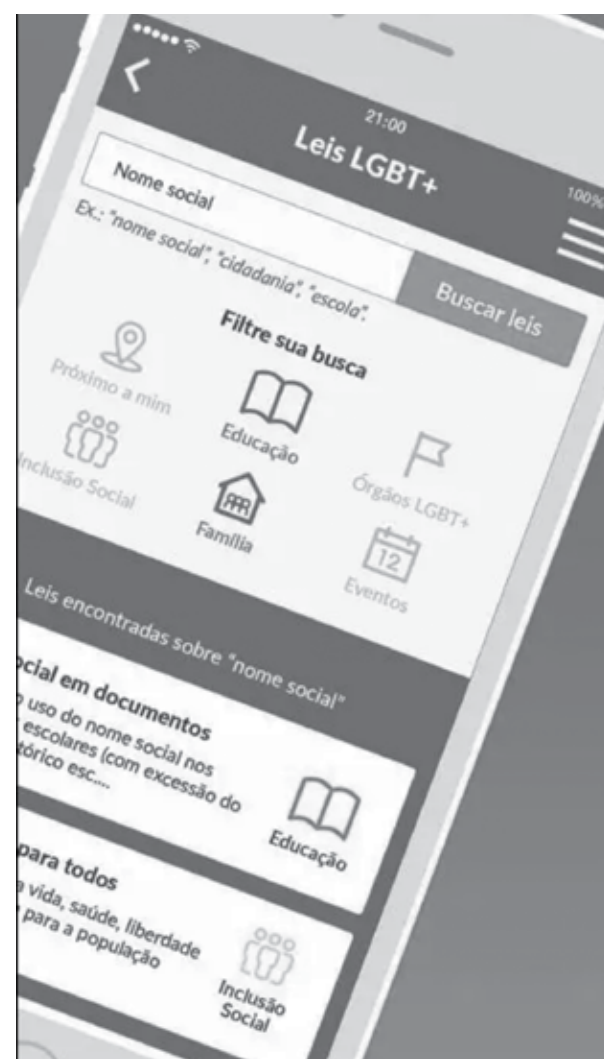 21:00
100%
Leis LGBT+
Nome social
Buscar leis
Ex.: "nome social", "cidadania", "escola".
Filtre sua busca
Próximo a mim
Educação
Órgãos LGBT+
Inclusão Social
Família
12
Eventos
Leis encontradas sobre "nome social"
em documentos
uso do nome social nos
escolares (com excessão do
esc....
Educação
para todos
a vida, saúde, liberdade
para a população
Inclusão
Social